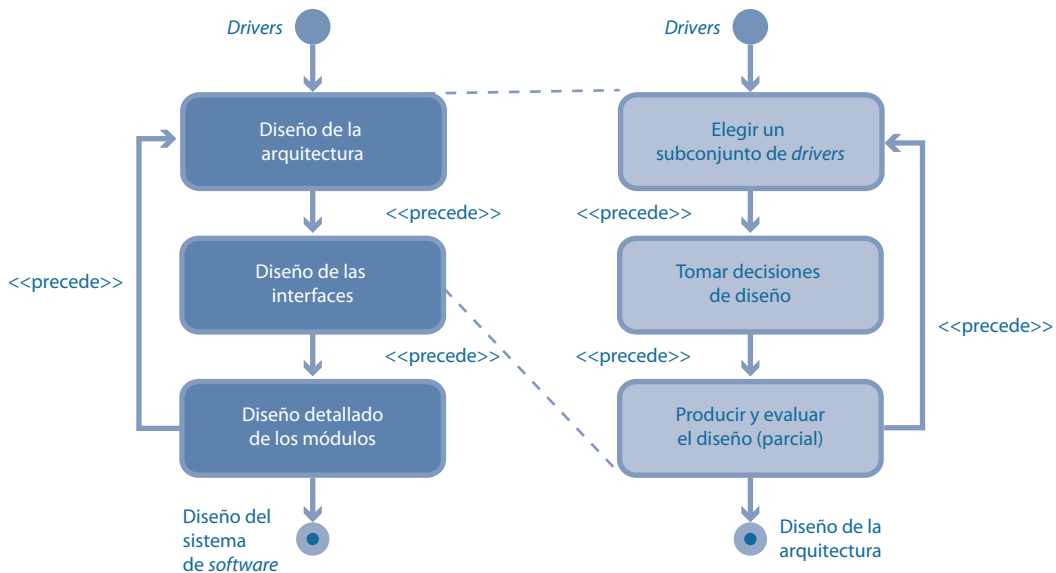 Drivers
Diseño de la
arquitectura
<<precede>>
Diseño de las
interfaces
<<precede>>
<<precede>>
Diseño detallado
de los módulos
Diseño del
sistema
de software
Drivers
Elegir un
subconjunto de drivers
<<precede>>
Tomar decisiones
de diseño
<<precede>>
<<precede>>
Producir y evaluar
el diseño (parcial)
Diseño de la
arquitectura